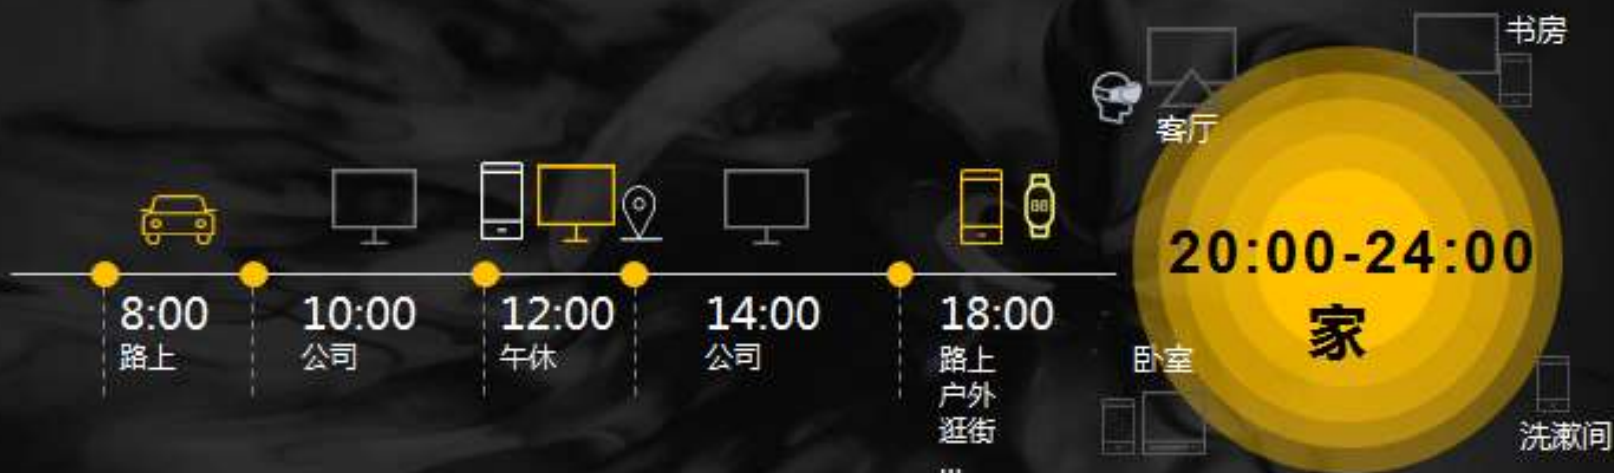 8:00
路上
10:00
公司
12:00
午休
14:00
公司
18:00
路上
户外
逛街
...
客厅
书房
20:00-24:00
家
卧室
洗漱间